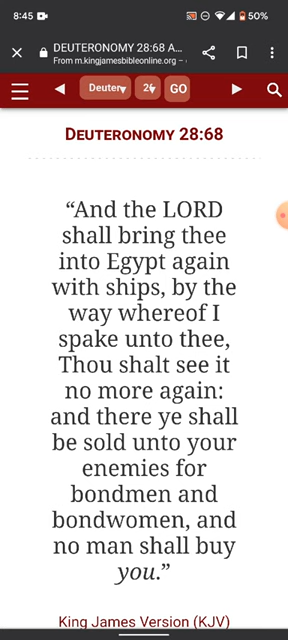 8:45
50%
DEUTERONOMY 28:68 A...
From m.kingjamesbibleonline.org –
Deuter
GO
DEUTERONOMY 28:68
“And the LORD
shall bring thee
into Egypt again
with ships, by the
way whereof I
spake unto thee,
Thou shalt see it
no more again:
and there ye shall
be sold unto your
enemies for
bondmen and
bondwomen, and
no man shall buy
you.”
King James Version (KJV)